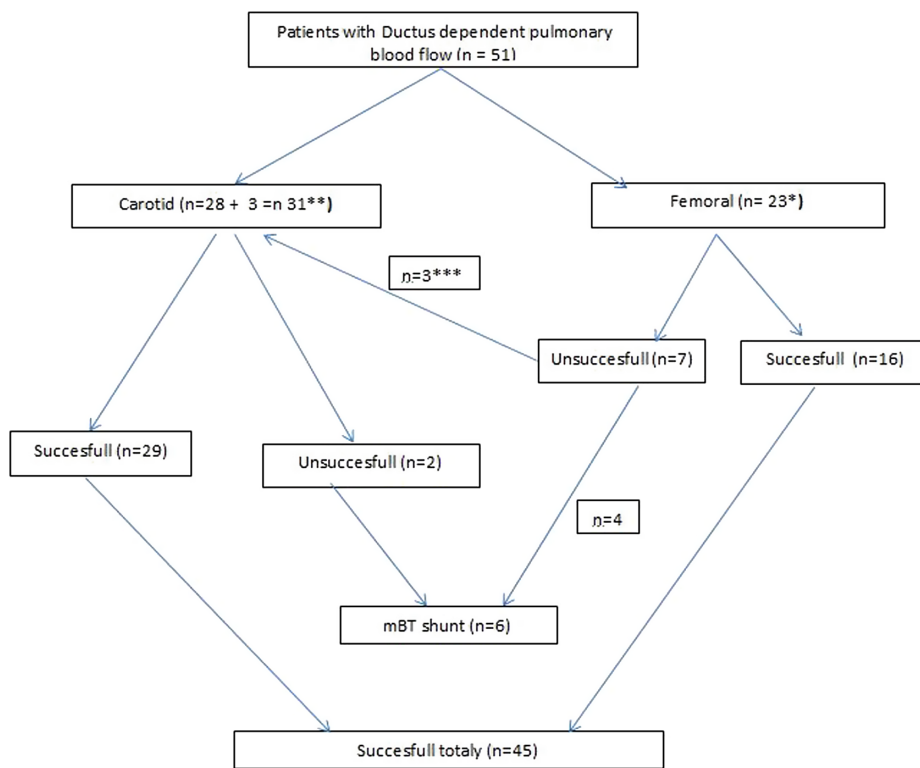 Patients with Ductus dependent pulmonary
blood flow (n = 51)
Carotid (n=28 + 3 =n 31**)
Femoral (n= 23*)
n=3***
Unsuccesfull (n=7)
Succesfull (n=16)
Succesfull (n=29)
Unsuccesfull (n=2)
n=4
mBT shunt (n=6)
Succesfull totaly (n=45)